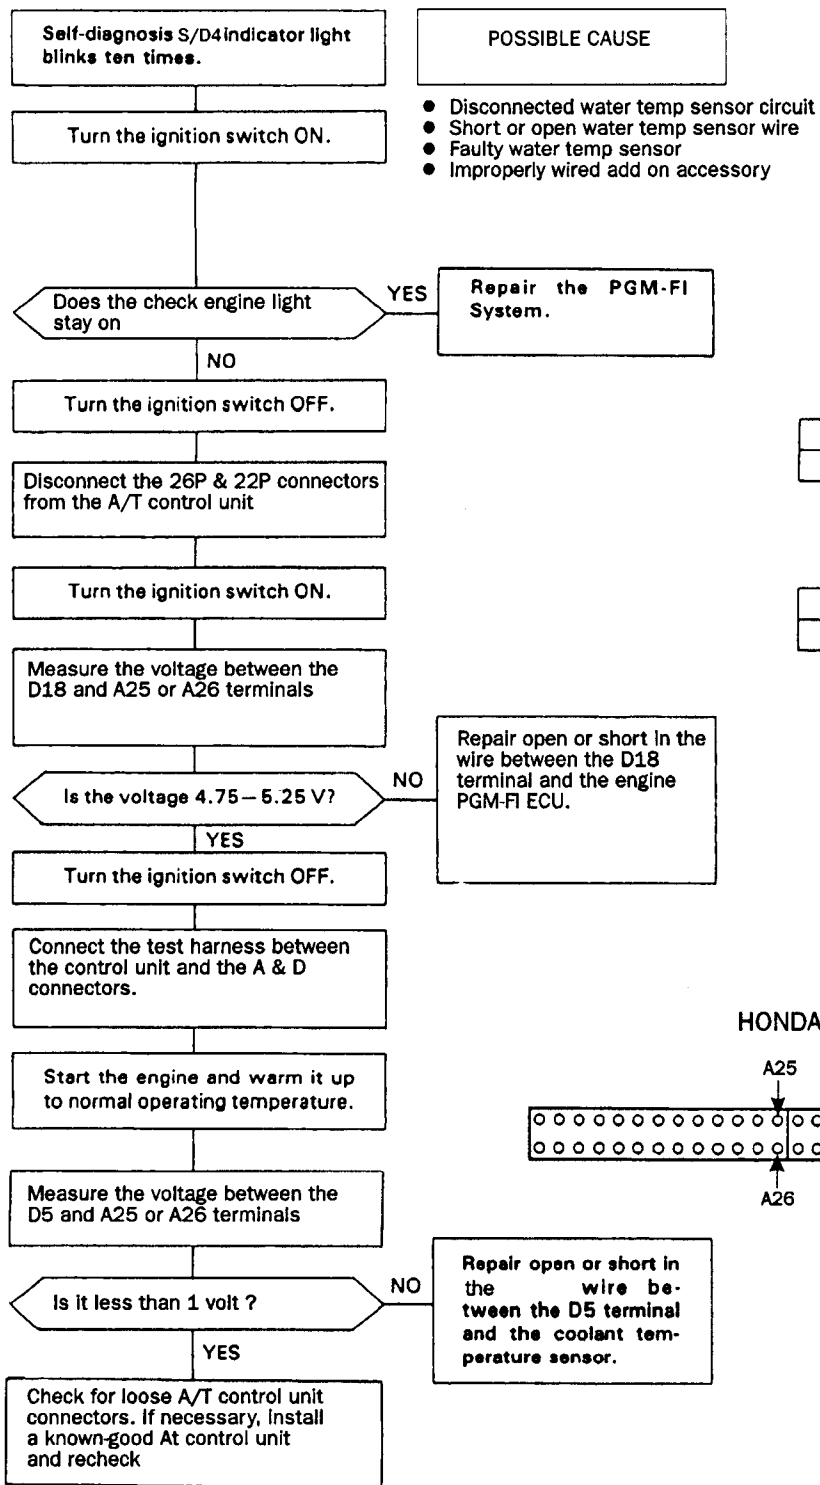 Self-diagnosis S/D4 indicator light
blinks ten times.
POSSIBLE CAUSE
● Disconnected water temp sensor circuit
● Short or open water temp sensor wire
● Faulty water temp sensor
● Improperly wired add on accessory
Turn the ignition switch ON.
Does the check engine light
stay on
YES
Repair the PGM-FI
System.
NO
Turn the ignition switch OFF.
Disconnect the 26P & 22P connectors
from the A/T control unit
Turn the ignition switch ON.
Measure the voltage between the
D18 and A25 or A26 terminals
Is the voltage 4.75 – 5.25 V?
NO
Repair open or short in the
wire between the D18
terminal and the engine
PGM-FI ECU.
YES
Turn the ignition switch OFF.
Connect the test harness between
the control unit and the A & D
connectors.
HONDA
A25
A26
Start the engine and warm it up
to normal operating temperature.
Measure the voltage between the
D5 and A25 or A26 terminals
Is it less than 1 volt ?
NO
Repair open or short in
the wire be-
tween the D5 terminal
and the coolant tem-
perature sensor.
YES
Check for loose A/T control unit
connectors. If necessary, install
a known-good At control unit
and recheck